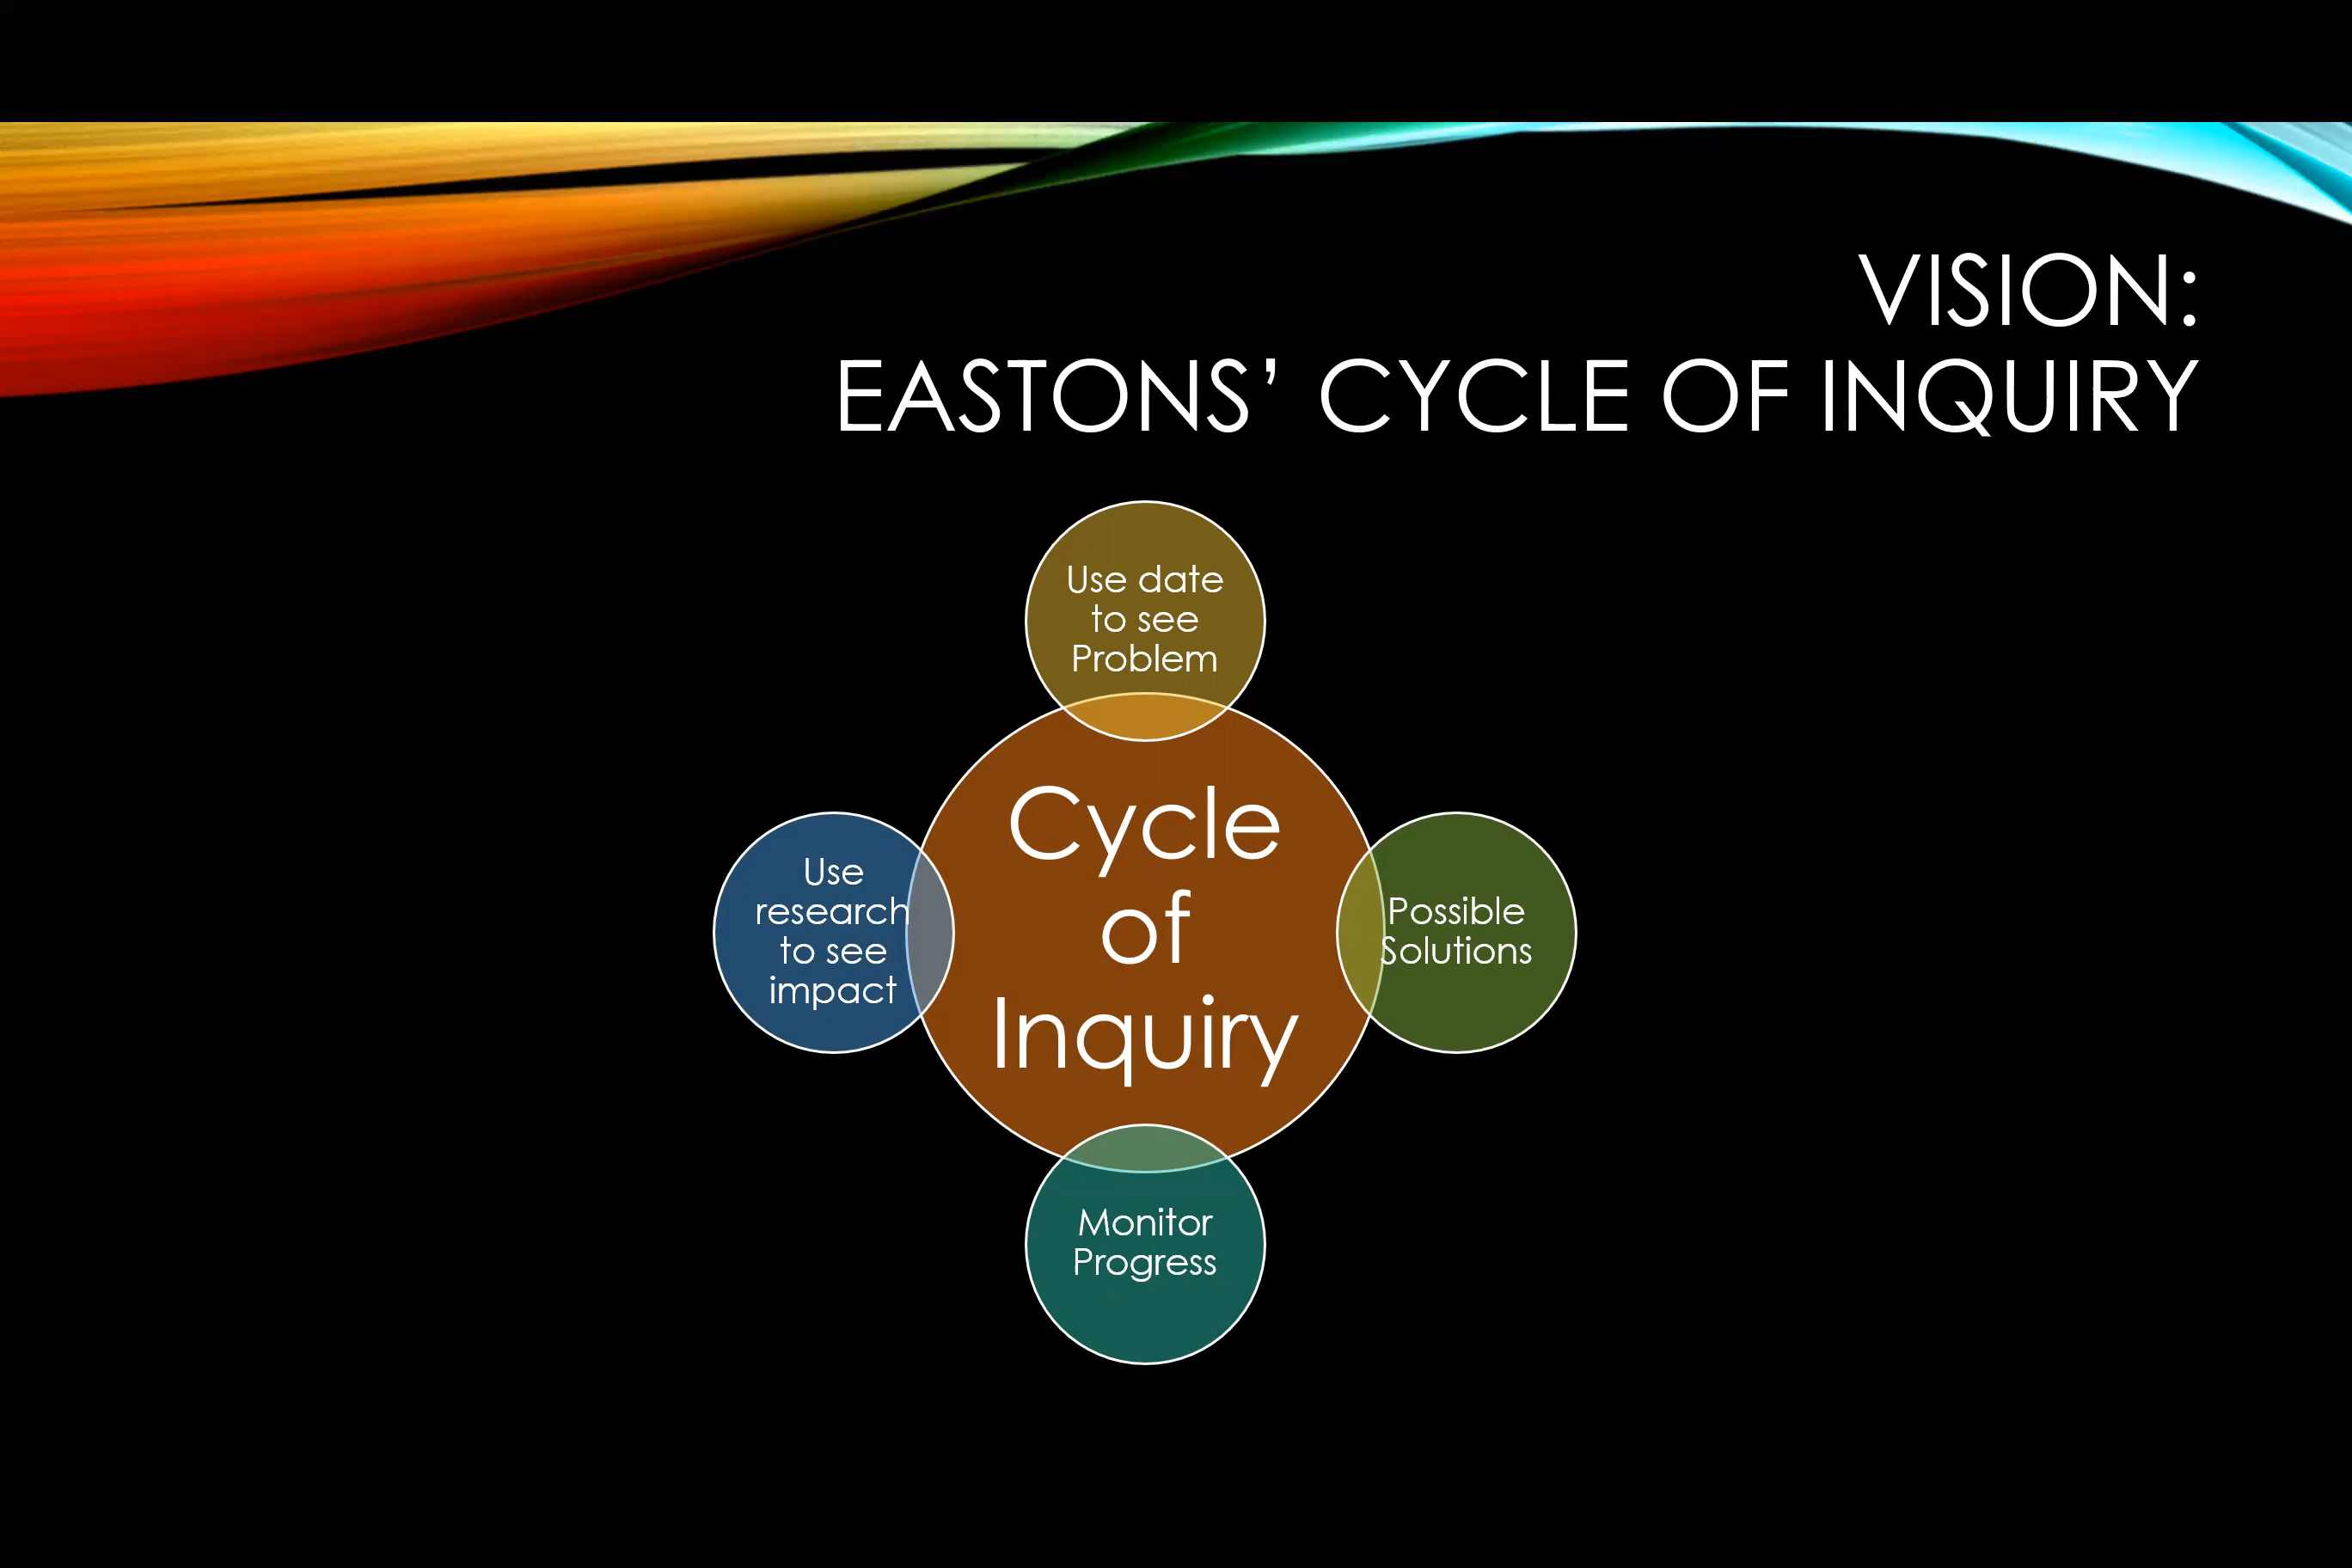 VISION:
EASTONS’ CYCLE OF INQUIRY
Use date
to see
Problem
Cycle
of
Inquiry
Use
research
to see
impact
Possible
Solutions
Monitor
Progress